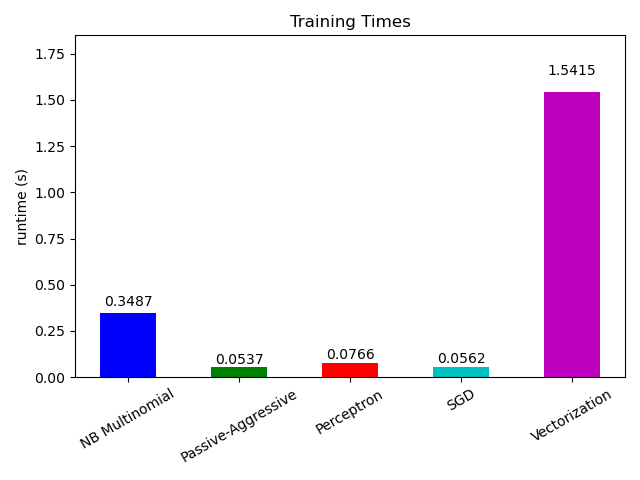 Training Times
1.75
1.50
1.25
1.00
0.75
0.50
0.25
0.00
runtime (s)
0.3487
0.0537
0.0766
0.0562
1.5415
NB Multinomial
Passive-Aggressive
Perceptron
SGD
Vectorization